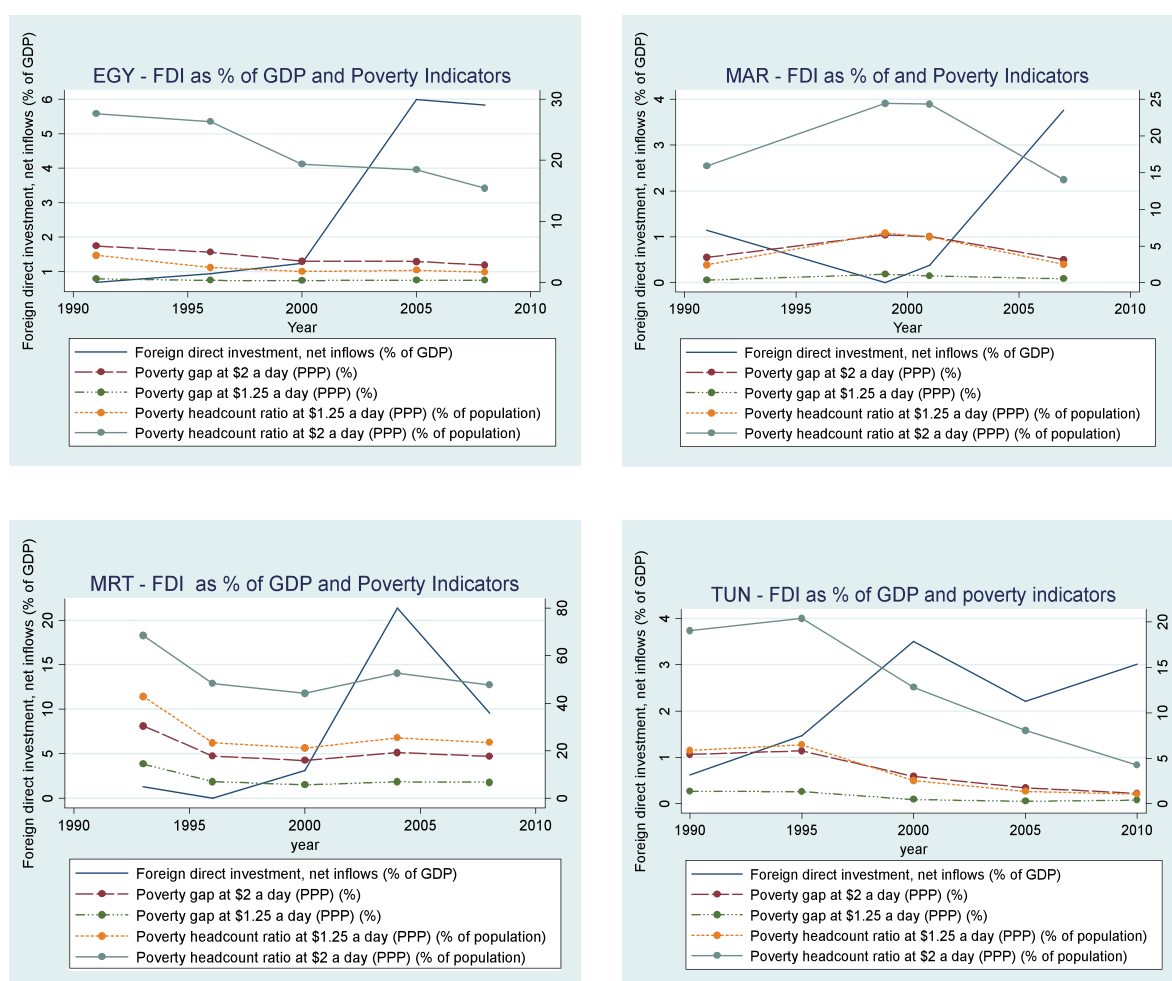 EGY - FDI as % of GDP and Poverty Indicators
Foreign direct investment, net inflows (% of GDP)
6
5
4
3
2
1
30
20
10
0
1990 1995 2000 2005 2010
Year
Foreign direct investment, net inflows (% of GDP)
Poverty gap at $2 a day (PPP) (%)
Poverty gap at $1.25 a day (PPP) (%)
Poverty headcount ratio at $1.25 a day (PPP) (% of population)
Poverty headcount ratio at $2 a day (PPP) (% of population)
MAR - FDI as % of and Poverty Indicators
Foreign direct investment, net inflows (% of GDP)
4
3
2
1
0
25
20
15
10
5
0
1990 1995 2000 2005 2010
Year
Foreign direct investment, net inflows (% of GDP)
Poverty gap at $2 a day (PPP) (%)
Poverty gap at $1.25 a day (PPP) (%)
Poverty headcount ratio at $1.25 a day (PPP) (% of population)
Poverty headcount ratio at $2 a day (PPP) (% of population)
MRT - FDI as % of GDP and Poverty Indicators
Foreign direct investment, net inflows (% of GDP)
20
15
10
5
0
80
60
40
20
0
1990 1995 2000 2005 2010
year
Foreign direct investment, net inflows (% of GDP)
Poverty gap at $2 a day (PPP) (%)
Poverty gap at $1.25 a day (PPP) (%)
Poverty headcount ratio at $1.25 a day (PPP) (% of population)
Poverty headcount ratio at $2 a day (PPP) (% of population)
TUN - FDI as % of GDP and poverty indicators
Foreign direct investment, net inflows (% of GDP)
4
3
2
1
0
20
15
10
5
0
1990 1995 2000 2005 2010
year
Foreign direct investment, net inflows (% of GDP)
Poverty gap at $2 a day (PPP) (%)
Poverty gap at $1.25 a day (PPP) (%)
Poverty headcount ratio at $1.25 a day (PPP) (% of population)
Poverty headcount ratio at $2 a day (PPP) (% of population)